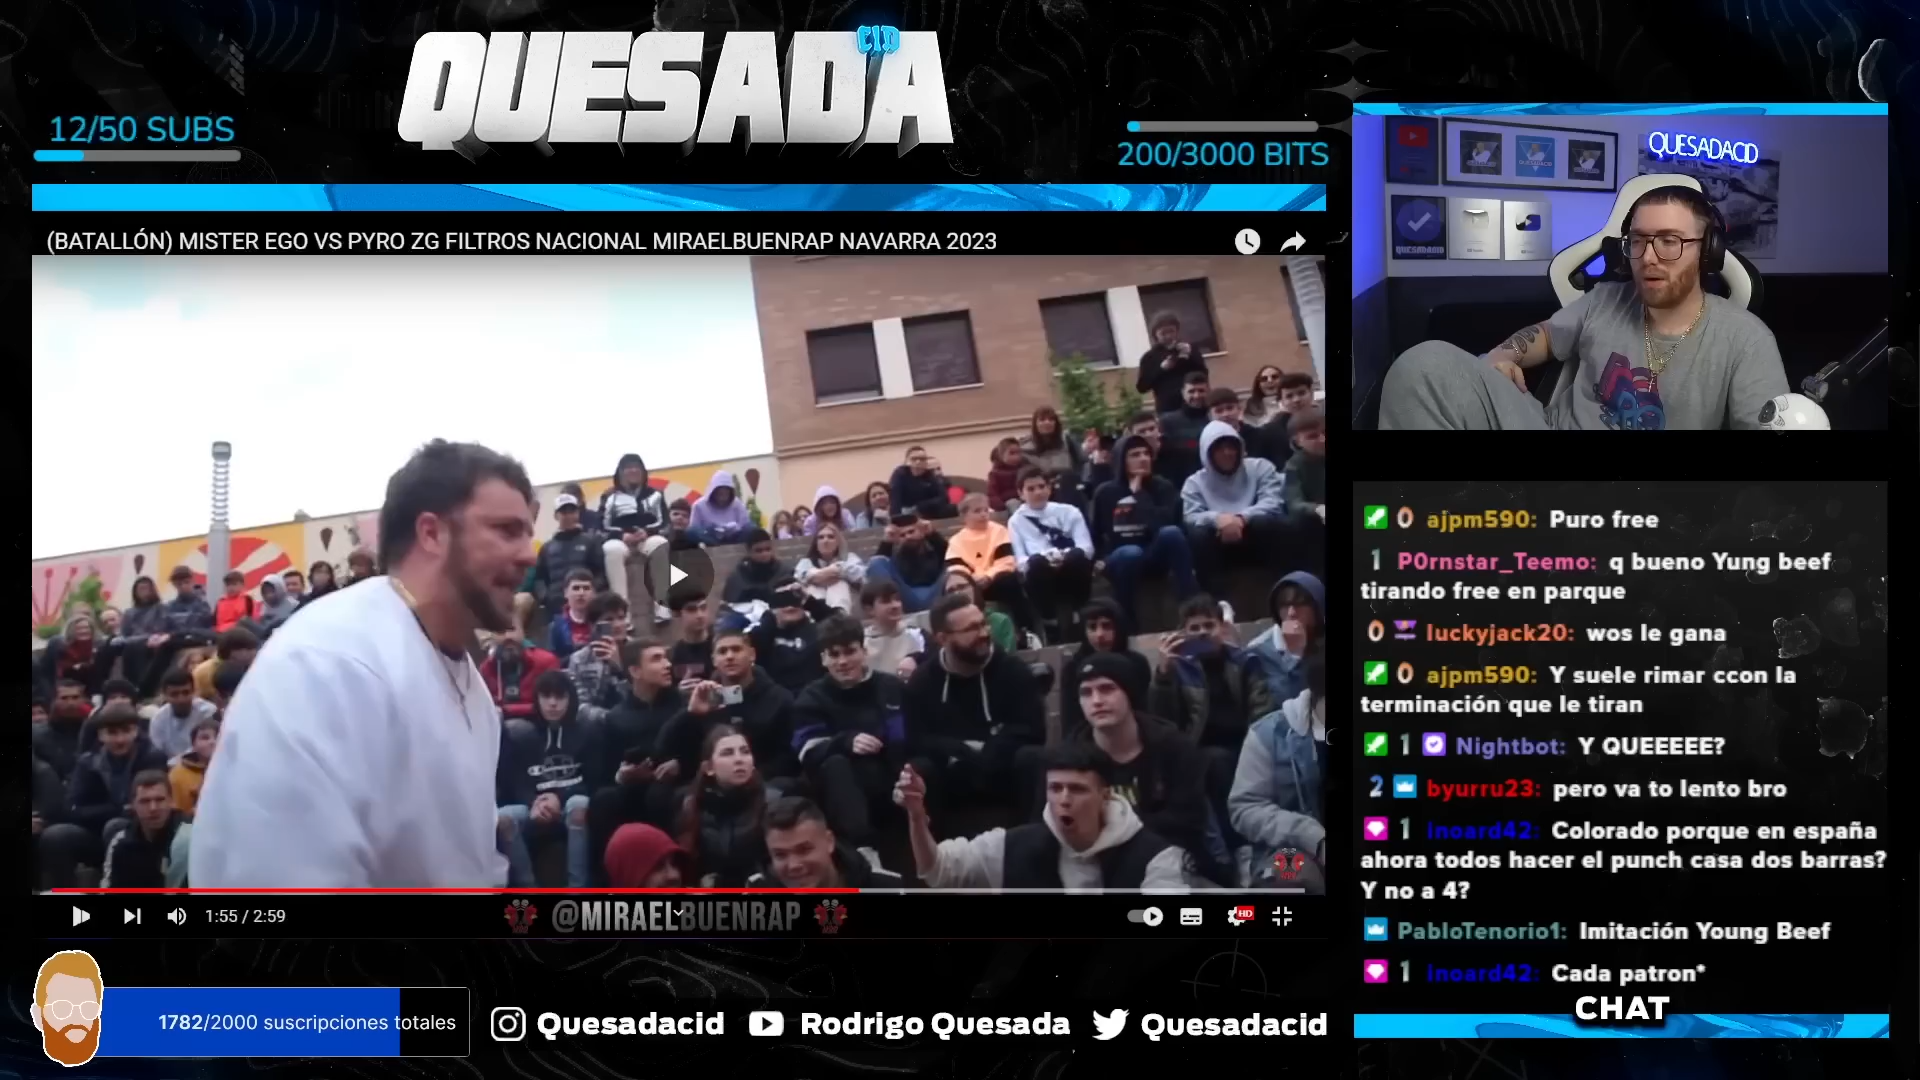 QUESADA
CID
12/50 SUBS
200/3000 BITS
(BATALLÓN) MISTER EGO VS PYRO ZG FILTROS NACIONAL MIRAELBUENRAP NAVARRA 2023
QUESADACID
QUESADACID
ajpm590: Puro free
1 P0rnstar_Teemo: q bueno Yung beef
tirando free en parque
luckyjack20: wos le gana
ajpm590: Y suele rimar ccon la
terminación que le tiran
1 Nightbot: Y QUEEEEE?
2 byurru23: pero va to lento bro
1 Inoard42: Colorado porque en españa
ahora todos hacer el punch casa dos barras?
Y no a 4?
PabloTenorio1: Imitación Young Beef
1 Inoard42: Cada patron*
CHAT
1:55 / 2:59
@MIRAELBUENRAP
HD
1782/2000 suscripciones totales
Quesadacid
Rodrigo Quesada
Quesadacid